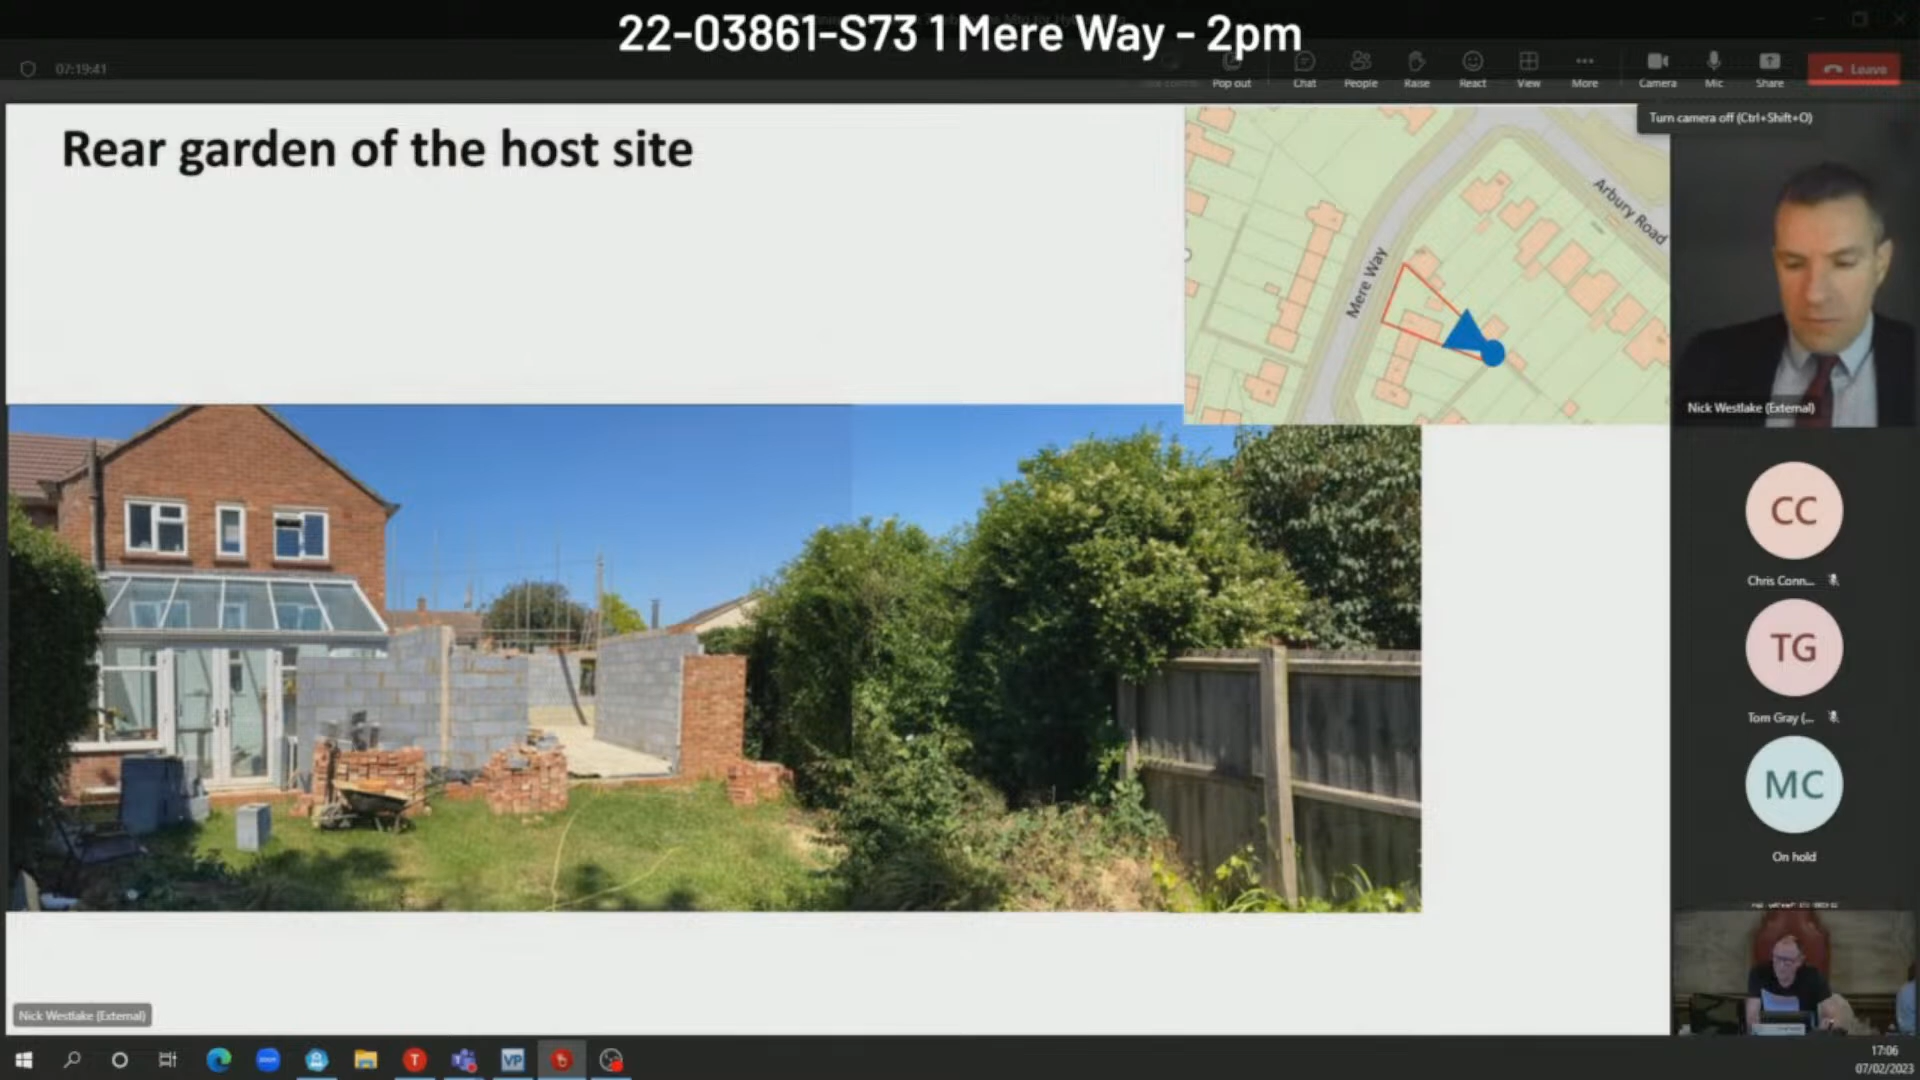 22-03861-S73 1 Mere Way - 2pm
07:19:41
Pop out
Chat
People
Raise
React
View
More
Camera
Mic
Share
Leave
Turn camera off (Ctrl+Shift+O)
Rear garden of the host site
Arbury Road
Mere Way
Nick Westlake (External)
CC
Chris Conn...
TG
Tom Gray (...
MC
On hold
Nick Westlake (External)
T
VP
17:06
07/02/2023